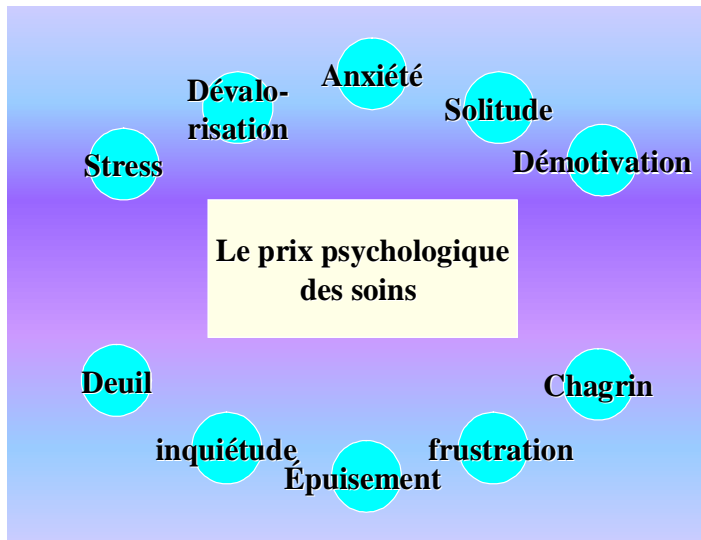 Anxiété
Dévalo-
risation
Solitude
Stress
Démotivation
Le prix psychologique
des soins
Deuil
Chagrin
inquiétude
frustration
Épuisement